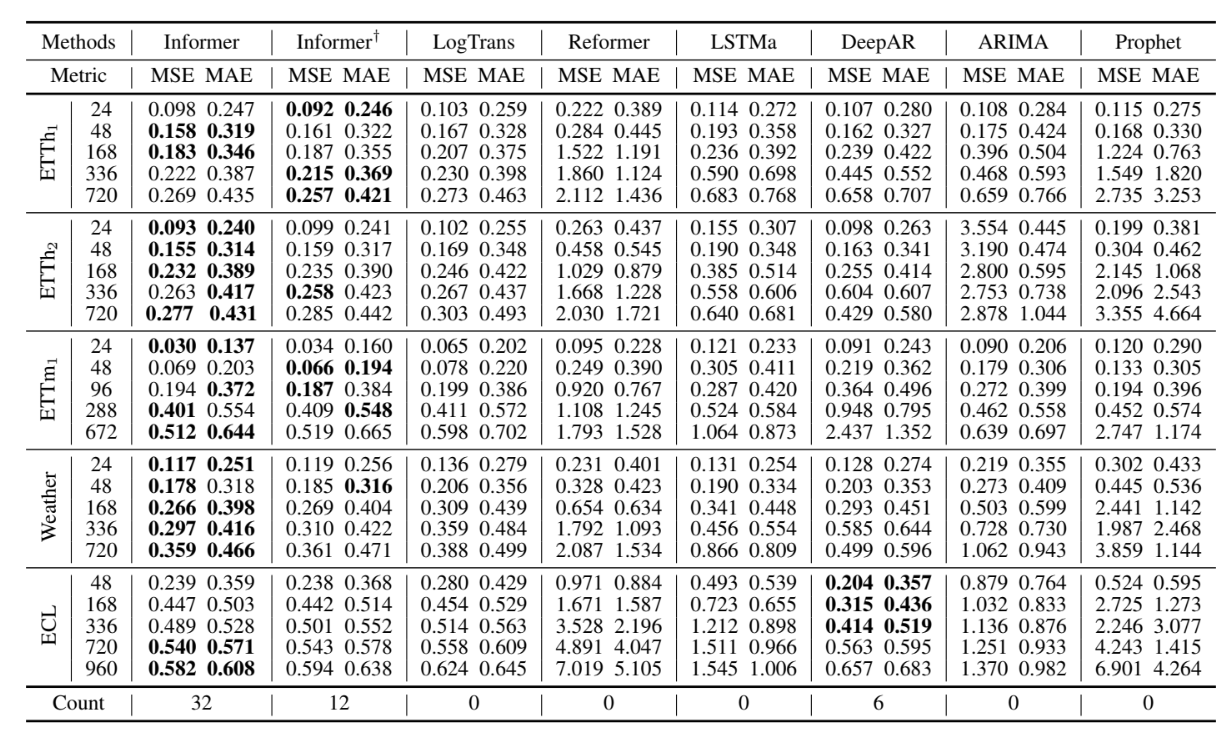 Methods Informer Informer† LogTrans Reformer LSTMa DeepAR ARIMA Prophet
Metric MSE MAE MSE MAE MSE MAE MSE MAE MSE MAE MSE MAE MSE MAE MSE MAE
ETTh1
24 0.098 0.247 0.092 0.246 0.103 0.259 0.222 0.389 0.114 0.272 0.107 0.280 0.108 0.284 0.115 0.275
48 0.158 0.319 0.161 0.322 0.167 0.328 0.284 0.445 0.193 0.358 0.162 0.327 0.175 0.424 0.168 0.330
168 0.183 0.346 0.187 0.355 0.207 0.375 1.522 1.191 0.236 0.392 0.239 0.422 0.396 0.504 1.224 0.763
336 0.222 0.387 0.215 0.369 0.230 0.398 1.860 1.124 0.590 0.698 0.445 0.552 0.468 0.593 1.549 1.820
720 0.269 0.435 0.257 0.421 0.273 0.463 2.112 1.436 0.683 0.768 0.658 0.707 0.659 0.766 2.735 3.253
ETTh2
24 0.093 0.240 0.099 0.241 0.102 0.255 0.263 0.437 0.155 0.307 0.098 0.263 3.554 0.445 0.199 0.381
48 0.155 0.314 0.159 0.317 0.169 0.348 0.458 0.545 0.190 0.348 0.163 0.341 3.190 0.474 0.304 0.462
168 0.232 0.389 0.235 0.390 0.246 0.422 1.029 0.879 0.385 0.514 0.255 0.414 2.800 0.595 2.145 1.068
336 0.263 0.417 0.258 0.423 0.267 0.437 1.668 1.228 0.558 0.606 0.604 0.607 2.753 0.738 2.096 2.543
720 0.277 0.431 0.285 0.442 0.303 0.493 2.030 1.721 0.640 0.681 0.429 0.580 2.878 1.044 3.355 4.664
ETTm1
24 0.030 0.137 0.034 0.160 0.065 0.202 0.095 0.228 0.121 0.233 0.091 0.243 0.090 0.206 0.120 0.290
48 0.069 0.203 0.066 0.194 0.078 0.220 0.249 0.390 0.305 0.411 0.219 0.362 0.179 0.306 0.133 0.305
96 0.194 0.372 0.187 0.384 0.199 0.386 0.920 0.767 0.287 0.420 0.364 0.496 0.272 0.399 0.194 0.396
288 0.401 0.554 0.409 0.548 0.411 0.572 1.108 1.245 0.524 0.584 0.948 0.795 0.462 0.558 0.452 0.574
672 0.512 0.644 0.519 0.665 0.598 0.702 1.793 1.528 1.064 0.873 2.437 1.352 0.639 0.697 2.747 1.174
Weather
24 0.117 0.251 0.119 0.256 0.136 0.279 0.231 0.401 0.131 0.254 0.128 0.274 0.219 0.355 0.302 0.433
48 0.178 0.318 0.185 0.316 0.206 0.356 0.328 0.423 0.190 0.334 0.203 0.353 0.273 0.409 0.445 0.536
168 0.266 0.398 0.269 0.404 0.309 0.439 0.654 0.634 0.341 0.448 0.293 0.451 0.503 0.599 2.441 1.142
336 0.297 0.416 0.310 0.422 0.359 0.484 1.792 1.093 0.456 0.554 0.585 0.644 0.728 0.730 1.987 2.468
720 0.359 0.466 0.361 0.471 0.388 0.499 2.087 1.534 0.866 0.809 0.499 0.596 1.062 0.943 3.859 1.144
ECL
48 0.239 0.359 0.238 0.368 0.280 0.429 0.971 0.884 0.493 0.539 0.204 0.357 0.879 0.764 0.524 0.595
168 0.447 0.503 0.442 0.514 0.454 0.529 1.671 1.587 0.723 0.655 0.315 0.436 1.032 0.833 2.725 1.273
336 0.489 0.528 0.501 0.552 0.514 0.563 3.528 2.196 1.212 0.898 0.414 0.519 1.136 0.876 2.246 3.077
720 0.540 0.571 0.543 0.578 0.558 0.609 4.891 4.047 1.511 0.966 0.563 0.595 1.251 0.933 4.243 1.415
960 0.582 0.608 0.594 0.638 0.624 0.645 7.019 5.105 1.545 1.006 0.657 0.683 1.370 0.982 6.901 4.264
Count 32 12 0 0 0 6 0 0